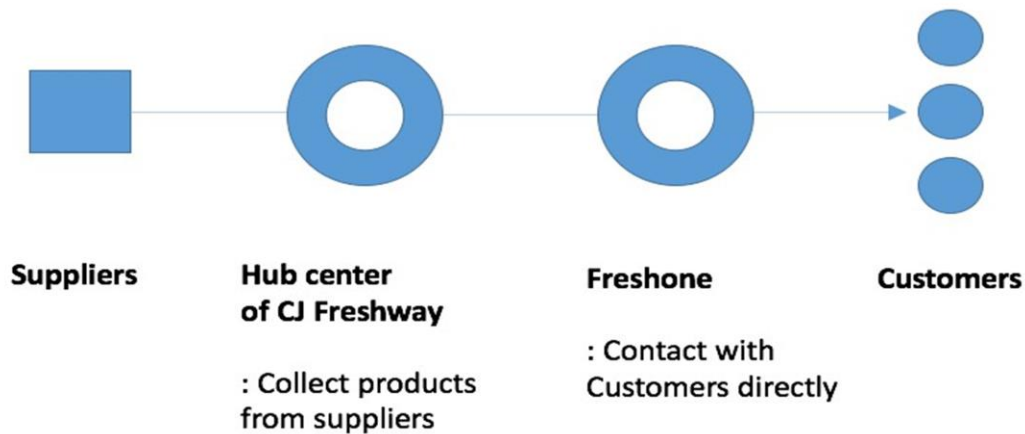 Suppliers
Hub center
of CJ Freshway
: Collect products
from suppliers
Freshone
: Contact with
Customers directly
Customers